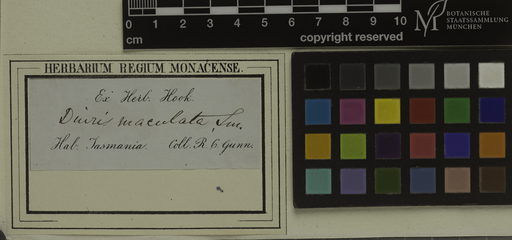 0 1 2 3 4 5 6 7 8 9 10
cm
copyright reserved
BOTANISCHE
STAATSSAMMLUNG
MÜNCHEN
HERBARIUM REGIUM MONACENSE.
Ex Herb. Hook.
Diuris maculata, Sm.
Hab. Tasmania. Coll. R. C. Gunn.